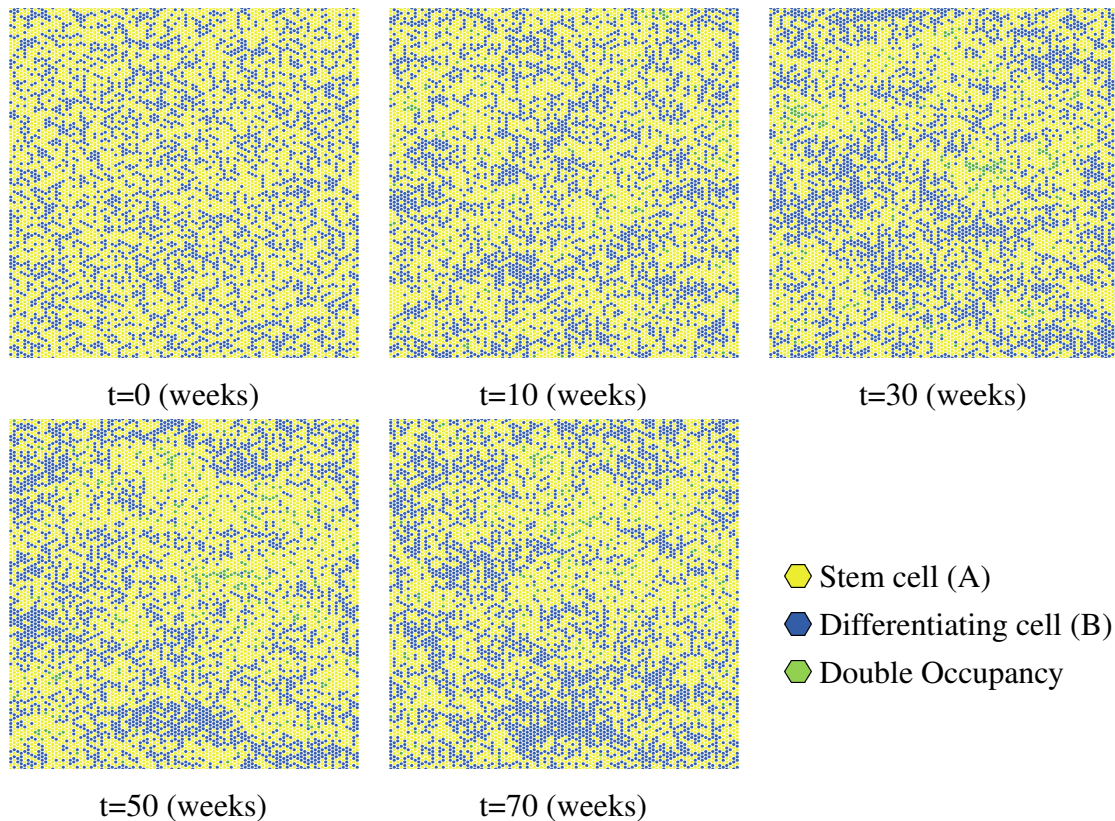 t=0 (weeks)
t=10 (weeks)
t=30 (weeks)
t=50 (weeks)
t=70 (weeks)
Stem cell (A)
Differentiating cell (B)
Double Occupancy